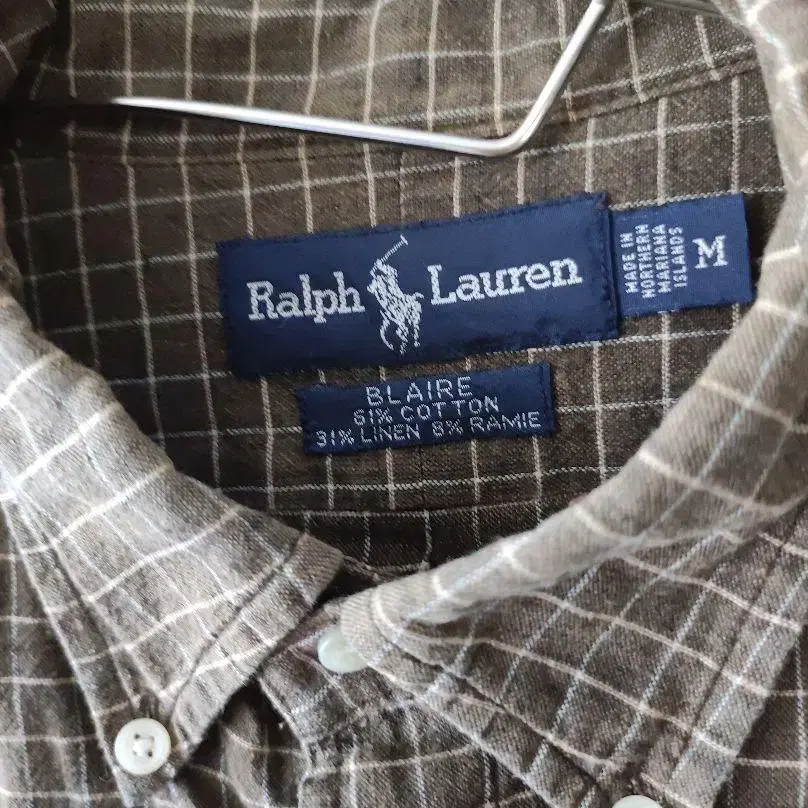 Ralph Lauren
MADE IN
NORTHERN
MARIANA
ISLANDS
M
BLAIRE
61% COTTON
31% LINEN 8% RAMIE